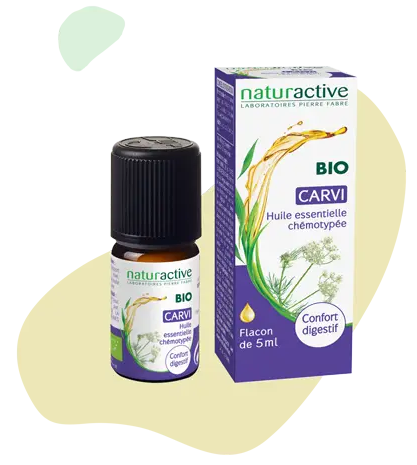 naturactive
LABORATOIRES PIERRE FABRE
BIO
CARVI
Huile essentielle
chémotypée
Confort
digestif
Flacon
de 5ml
naturactive
LABORATOIRES PIERRE FABRE
BIO
CARVI
Huile
essentielle
chémotypée
Confort
digestif